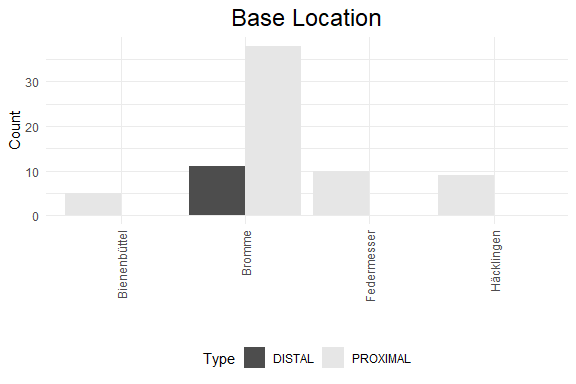 Base Location
Count
30
20
10
0
Bienenbüttel
Bromme
Federmesser
Häcklingen
Type DISTAL PROXIMAL